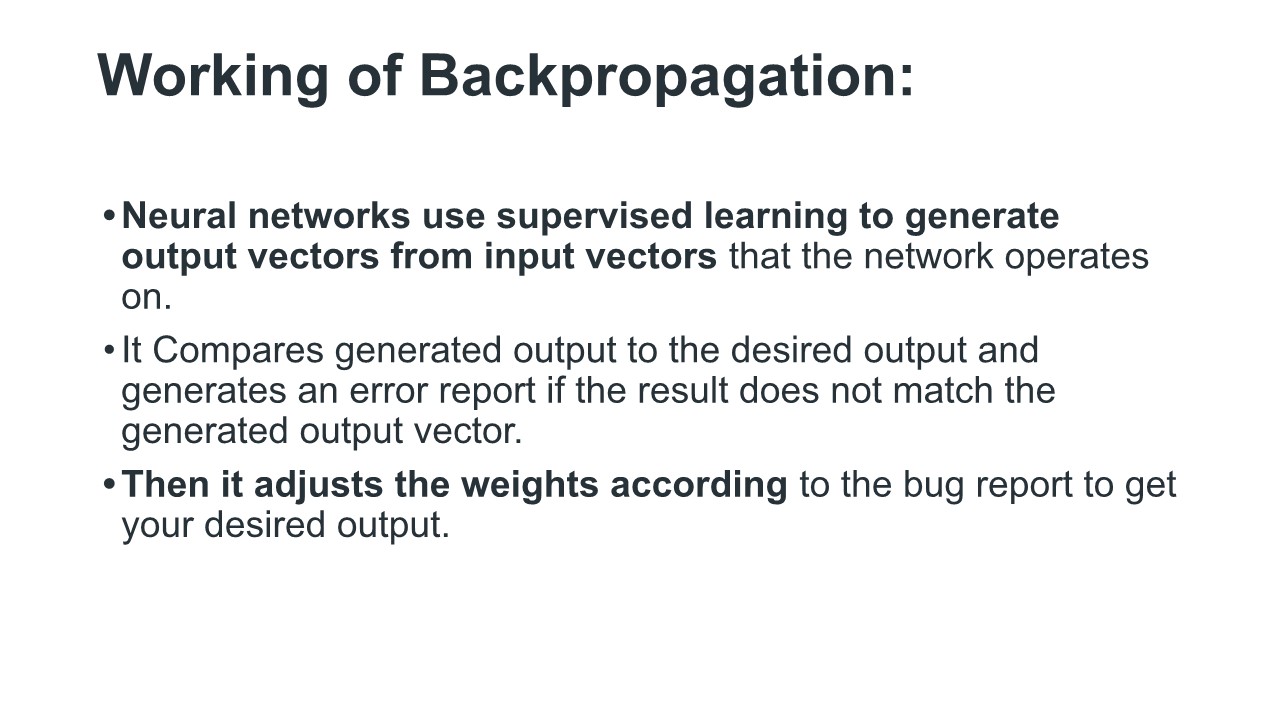 Working of Backpropagation:
•Neural networks use supervised learning to generate
output vectors from input vectors that the network operates
on.
•It Compares generated output to the desired output and
generates an error report if the result does not match the
generated output vector.
•Then it adjusts the weights according to the bug report to get
your desired output.